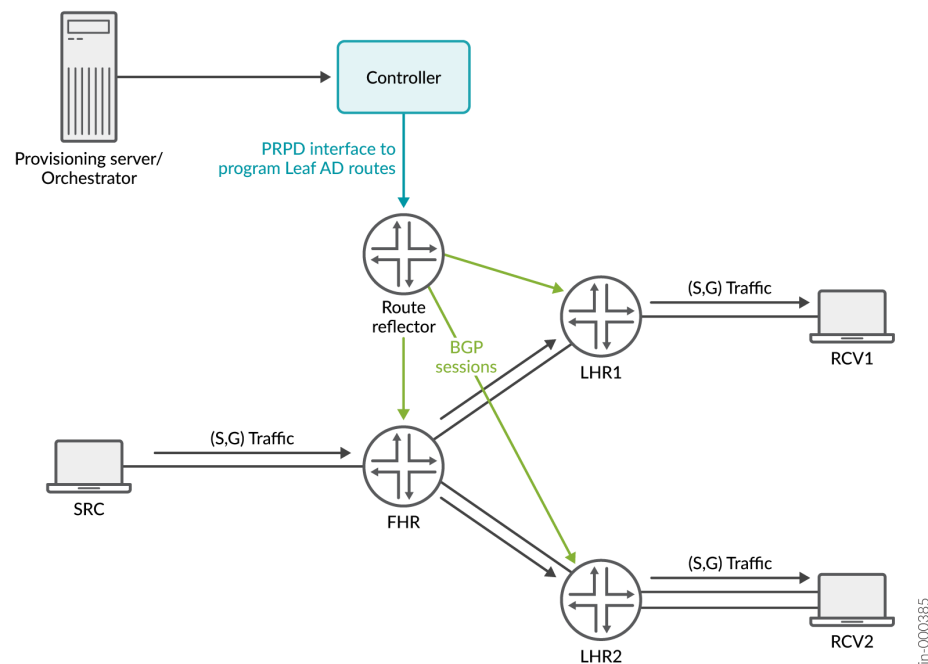 Controller
Provisioning server/
Orchestrator
PRPD interface to
program Leaf AD routes
Route
reflector
(S,G) Traffic
RCV1
LHR1
BGP
sessions
(S,G) Traffic
SRC
FHR
(S,G) Traffic
RCV2
LHR2
jn-000385